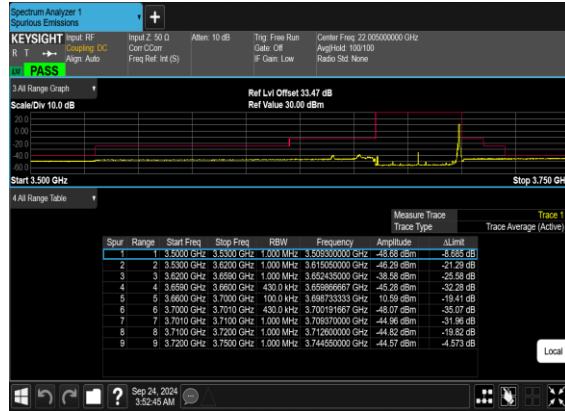 Spectrum Analyzer 1
Spurious Emissions
KEYSIGHT Input: RF Input Z: 50 Ω Atten: 10 dB Trig: Free Run Center Freq: 22.005000000 GHz
R T Coupling: DC Corr CCorr Gate: Off Avg|Hold: 100/100
Align: Auto Freq Ref: Int (S) IF Gain: Low Radio Std: None
PASS
3 All Range Graph
Ref Lvl Offset 33.47 dB
Scale/Div 10.0 dB Ref Value 30.00 dBm
20.0
0.00
-20.0
-40.0
-60.0
Start 3.500 GHz Stop 3.750 GH
4 All Range Table
Measure Trace Trace 1
Trace Type Trace Average (Active)
Spur Range Start Freq Stop Freq RBW Frequency Amplitude ΔLimit
1 1 3.5000 GHz 3.5300 GHz 1.000 MHz 3.509300000 GHz -48.68 dBm -8.685 dB
2 2 3.5300 GHz 3.6200 GHz 1.000 MHz 3.615050000 GHz -46.29 dBm -21.29 dB
3 3 3.6200 GHz 3.6590 GHz 1.000 MHz 3.652435000 GHz -38.58 dBm -25.58 dB
4 4 3.6590 GHz 3.6600 GHz 430.0 kHz 3.659866667 GHz -45.28 dBm -32.28 dB
5 5 3.6600 GHz 3.7000 GHz 100.0 kHz 3.698733333 GHz 10.59 dBm -19.41 dB
6 6 3.7000 GHz 3.7010 GHz 430.0 kHz 3.700191667 GHz -48.07 dBm -35.07 dB
7 7 3.7010 GHz 3.7100 GHz 1.000 MHz 3.709370000 GHz -44.96 dBm -31.96 dB
8 8 3.7100 GHz 3.7200 GHz 1.000 MHz 3.712600000 GHz -44.82 dBm -19.82 dB
9 9 3.7200 GHz 3.7500 GHz 1.000 MHz 3.744550000 GHz -44.57 dBm -4.573 dB
Local
? Sep 24, 2024
3:52:45 AM